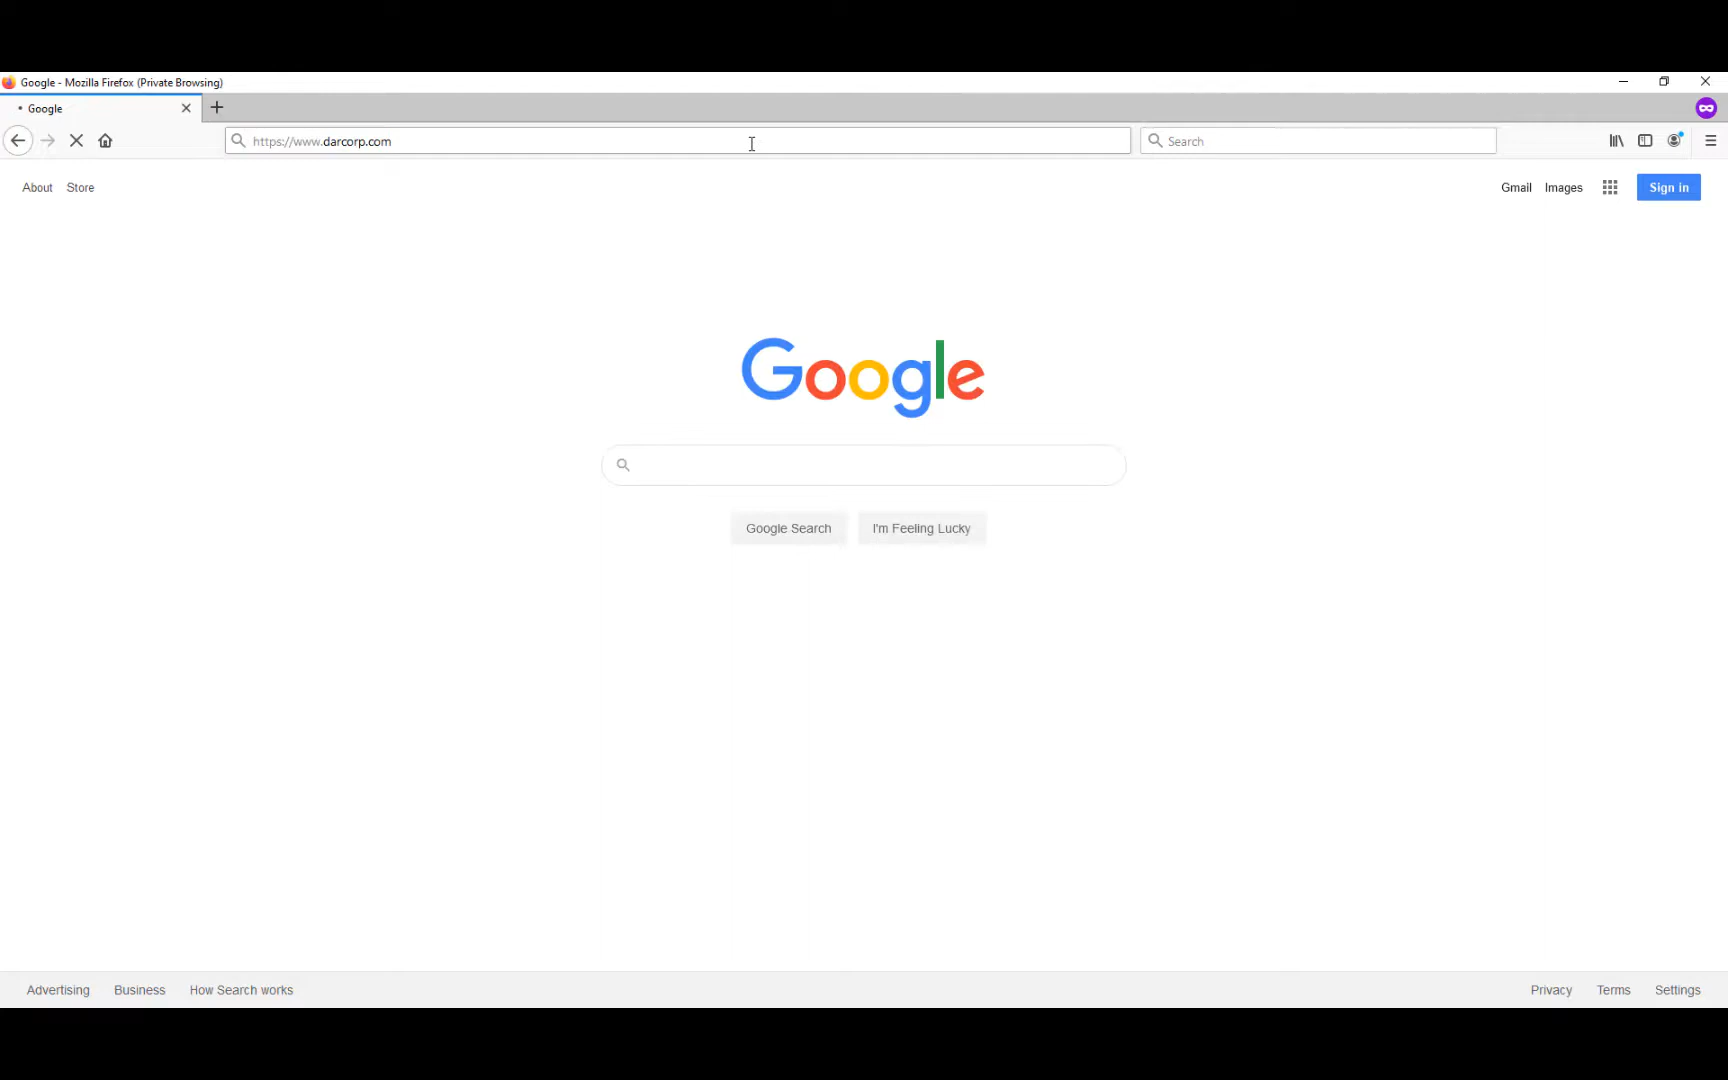 Google - Mozilla Firefox (Private Browsing)
Google
https://www.darcorp.com
Search
About Store
Gmail Images Sign in
Google
Google Search I'm Feeling Lucky
Advertising Business How Search works
Privacy Terms Settings